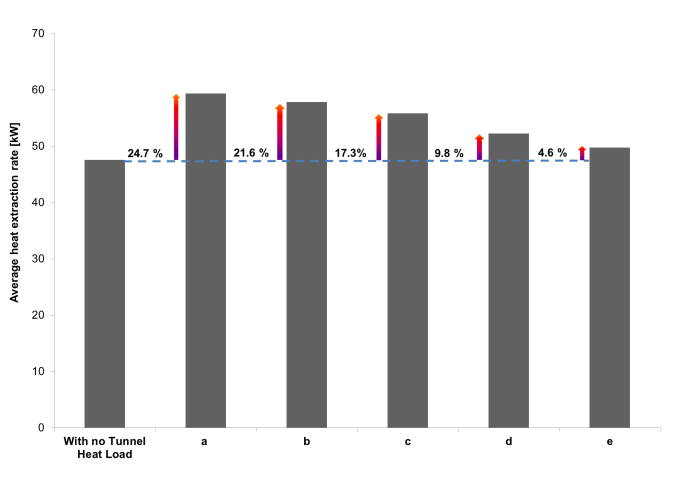 70
60
50
40
30
20
10
0
Average heat extraction rate [kW]
24.7 %
21.6 %
17.3%
9.8 %
4.6 %
With no Tunnel
Heat Load
a
b
c
d
e